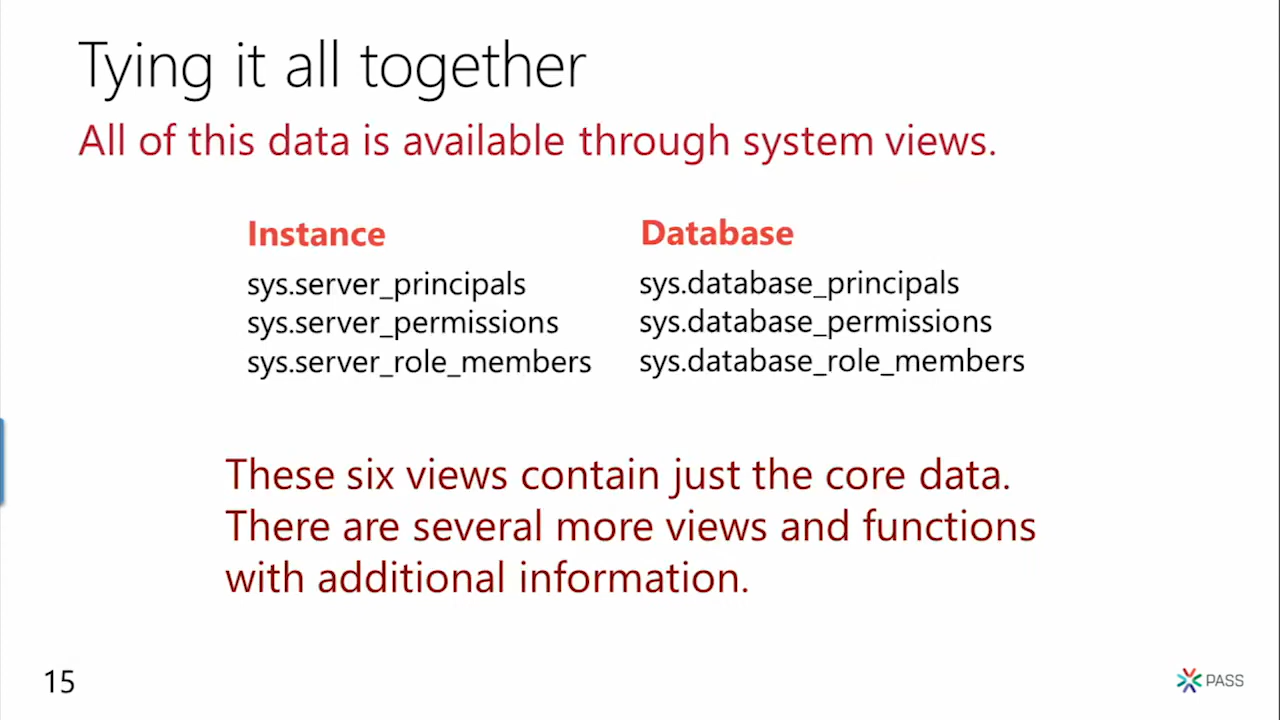 Tying it all together
All of this data is available through system views.
Instance
sys.server_principals
sys.server_permissions
sys.server_role_members
Database
sys.database_principals
sys.database_permissions
sys.database_role_members
These six views contain just the core data.
There are several more views and functions
with additional information.
15
PASS